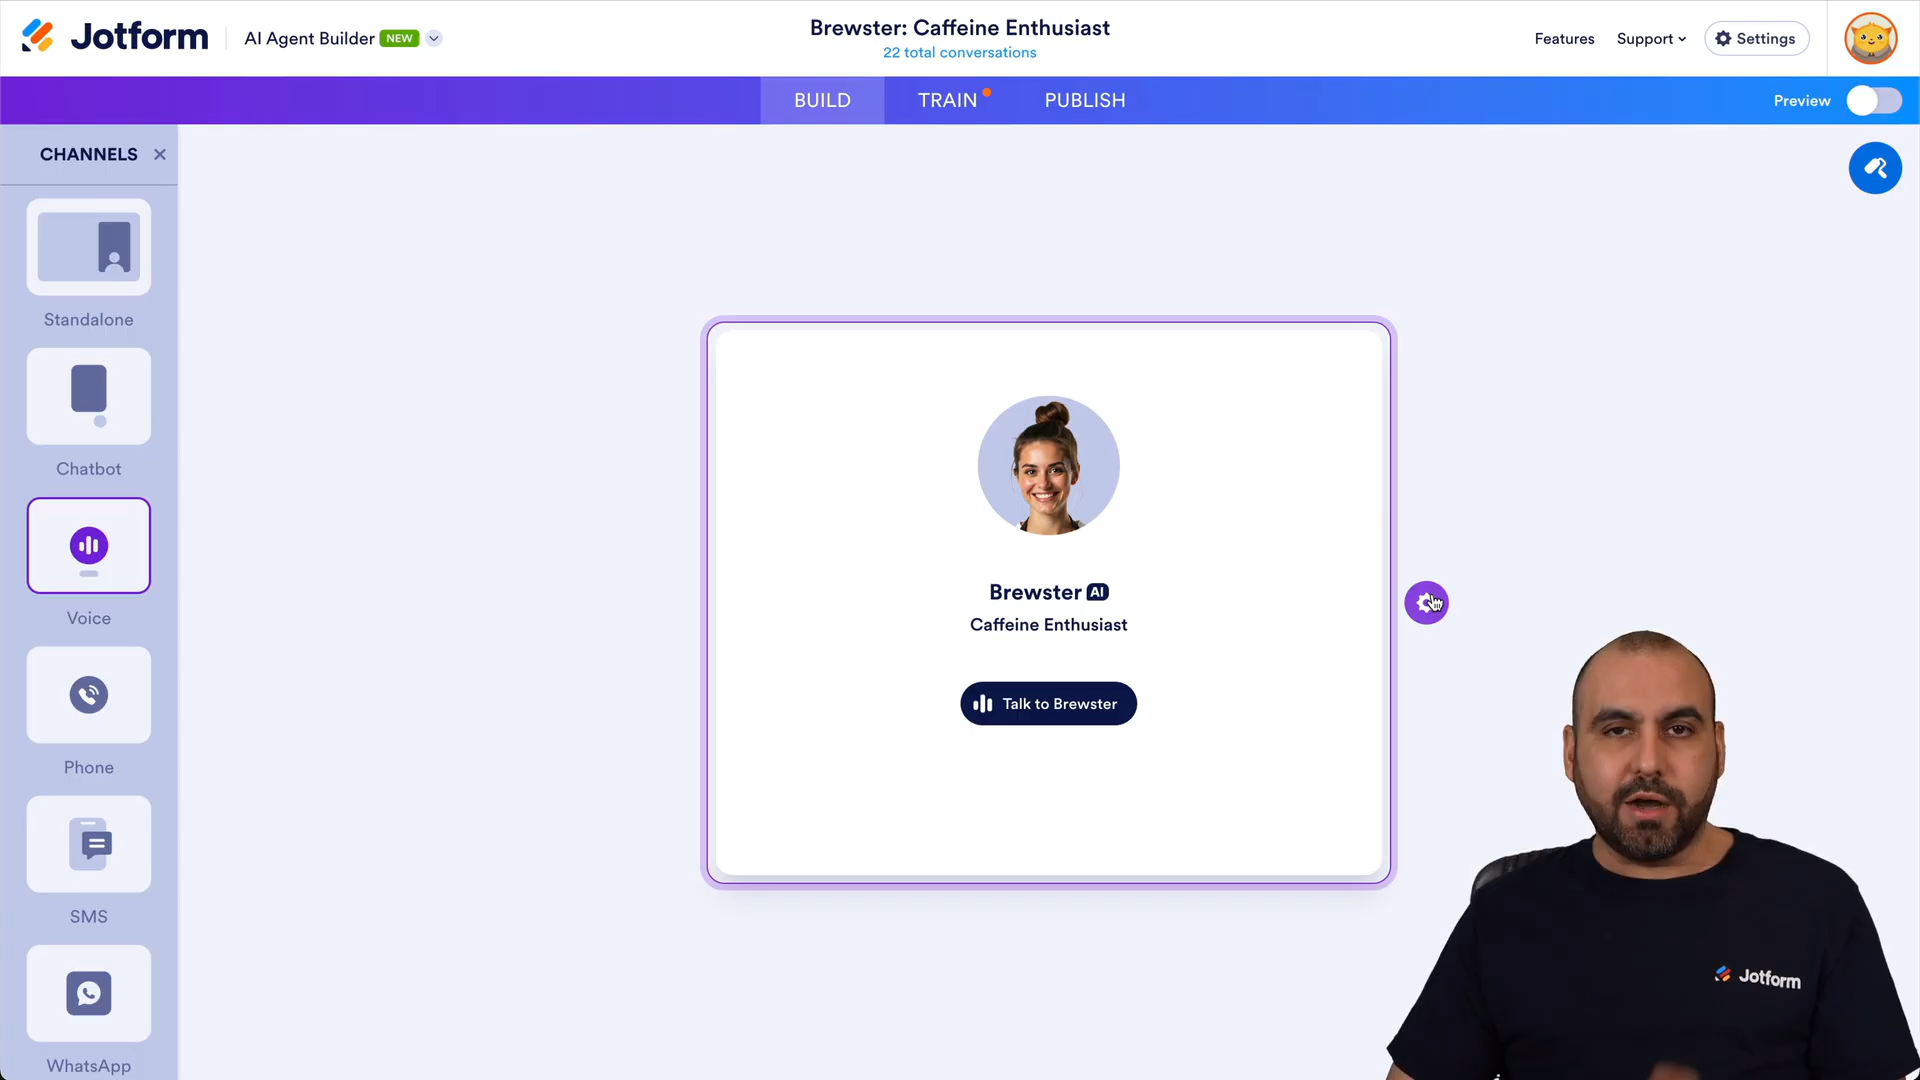 Jotform
AI Agent Builder NEW
Brewster: Caffeine Enthusiast
22 total conversations
Features
Support
Settings
BUILD
TRAIN
PUBLISH
Preview
CHANNELS
Standalone
Chatbot
Voice
Phone
SMS
WhatsApp
Brewster AI
Caffeine Enthusiast
Talk to Brewster
Jotform